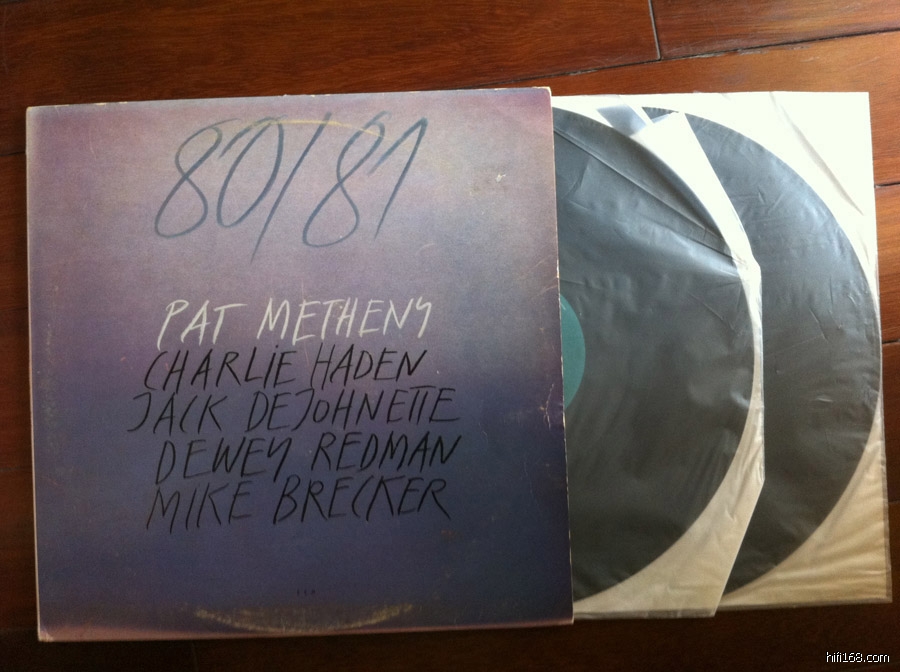 80/81
PAT METHENY
CHARLiE HADEN
JACK DEJOHNETTE
DEWEY REDMAN
MIKE BRECKER
hifi168.com